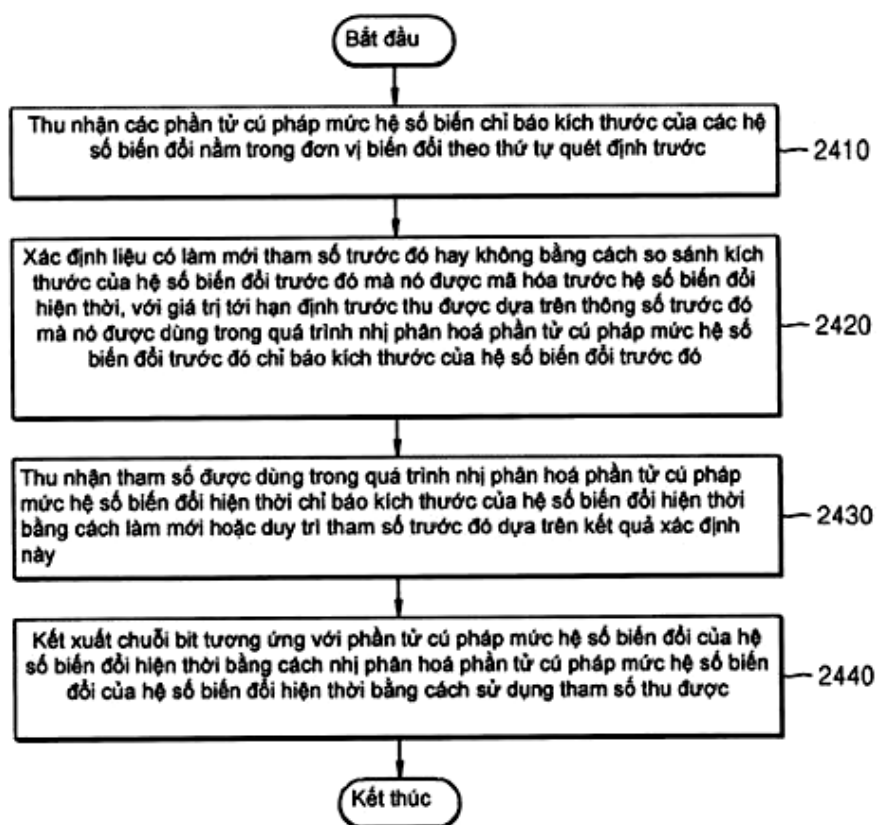 Bắt đầu
Thu nhận các phần tử cú pháp mức hệ số biến chỉ báo kích thước của các hệ
số biến đổi nằm trong đơn vị biến đổi theo thứ tự quét định trước
2410
Xác định liệu có làm mới tham số trước đó hay không bằng cách so sánh kích
thước của hệ số biến đổi trước đó mà nó được mã hóa trước hệ số biến đổi
hiện thời, với giá trị tới hạn định trước thu được dựa trên thông số trước đó
mà nó được dùng trong quá trình nhị phân hoá phần tử cú pháp mức hệ số
biến đổi trước đó chỉ báo kích thước của hệ số biến đổi trước đó
2420
Thu nhận tham số được dùng trong quá trình nhị phân hoá phần tử cú pháp
mức hệ số biến đổi hiện thời chỉ báo kích thước của hệ số biến đổi hiện thời
bằng cách làm mới hoặc duy trì tham số trước đó dựa trên kết quả xác định
này
2430
Kết xuất chuỗi bit tương ứng với phần tử cú pháp mức hệ số biến đổi của hệ
số biến đổi hiện thời bằng cách nhị phân hoá phần tử cú pháp mức hệ số biến
đổi của hệ số biến đổi hiện thời bằng cách sử dụng tham số thu được
2440
Kết thúc